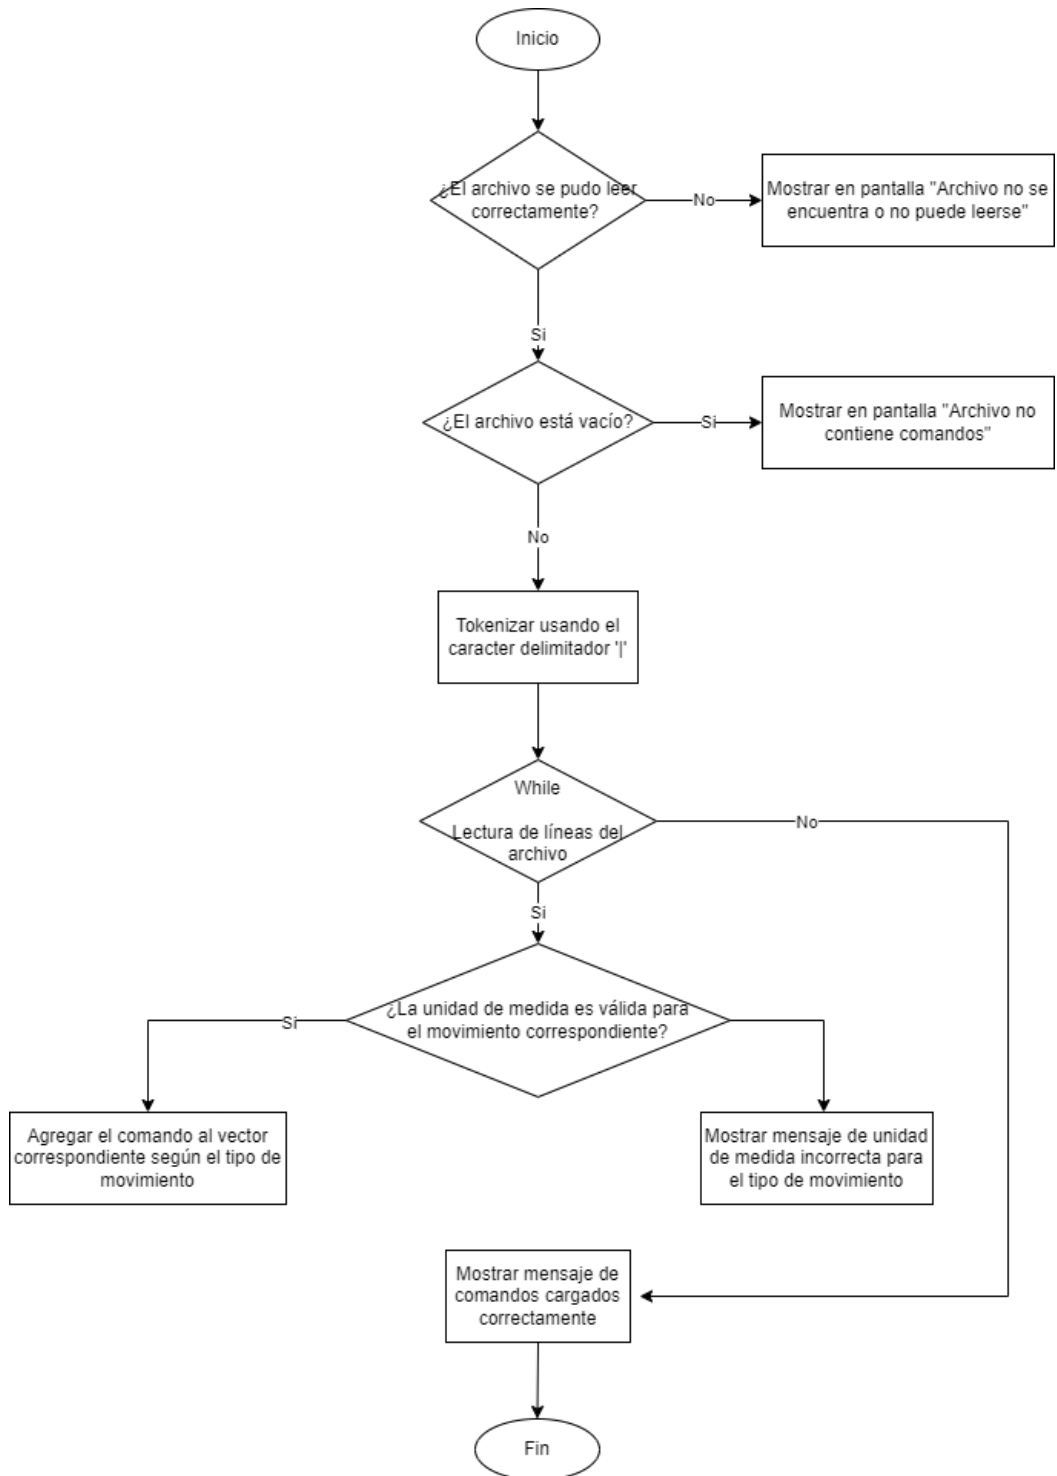 Inicio
¿El archivo se pudo leer
correctamente?
No
Mostrar en pantalla "Archivo no se
encuentra o no puede leerse"
Si
¿El archivo está vacío?
Si
Mostrar en pantalla "Archivo no
contiene comandos"
No
Tokenizar usando el
caracter delimitador '|'
While
Lectura de líneas del
archivo
No
Si
¿La unidad de medida es válida para
el movimiento correspondiente?
Si
Agregar el comando al vector
correspondiente según el tipo de
movimiento
Mostrar mensaje de unidad
de medida incorrecta para
el tipo de movimiento
Mostrar mensaje de
comandos cargados
correctamente
Fin